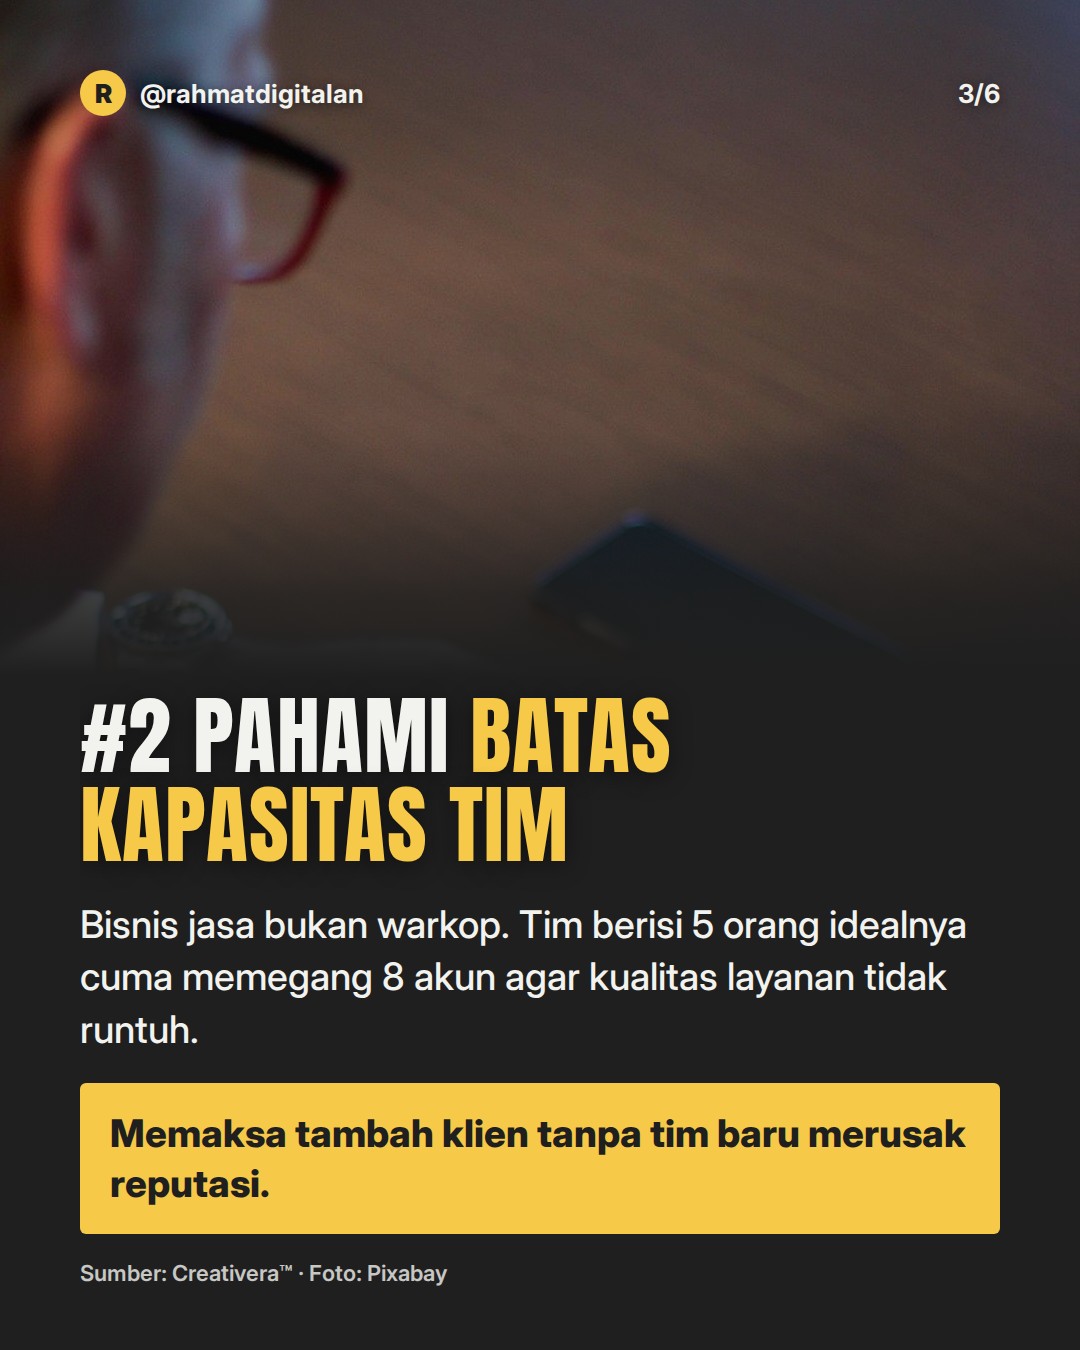 R @rahmatdigitalan 3/6
#2 PAHAMI BATAS
KAPASITAS TIM
Bisnis jasa bukan warkop. Tim berisi 5 orang idealnya
cuma memegang 8 akun agar kualitas layanan tidak
runtuh.
Memaksa tambah klien tanpa tim baru merusak
reputasi.
Sumber: Creativera™ · Foto: Pixabay